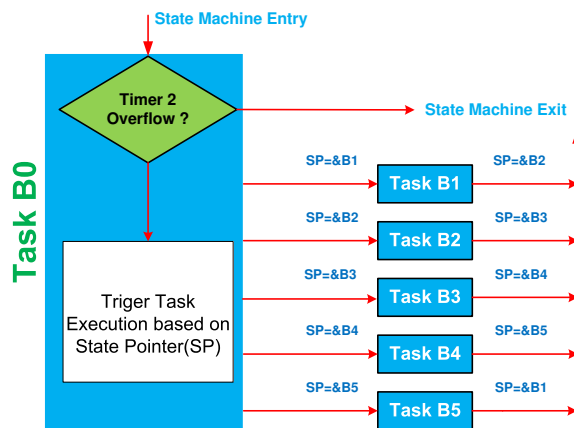 State Machine Entry
Timer 2
Overflow ?
State Machine Exit
Task B0
SP=&B1
Task B1
SP=&B2
SP=&B2
Task B2
SP=&B3
Triger Task
Execution based on
State Pointer(SP)
SP=&B3
Task B3
SP=&B4
SP=&B4
Task B4
SP=&B5
SP=&B5
Task B5
SP=&B1